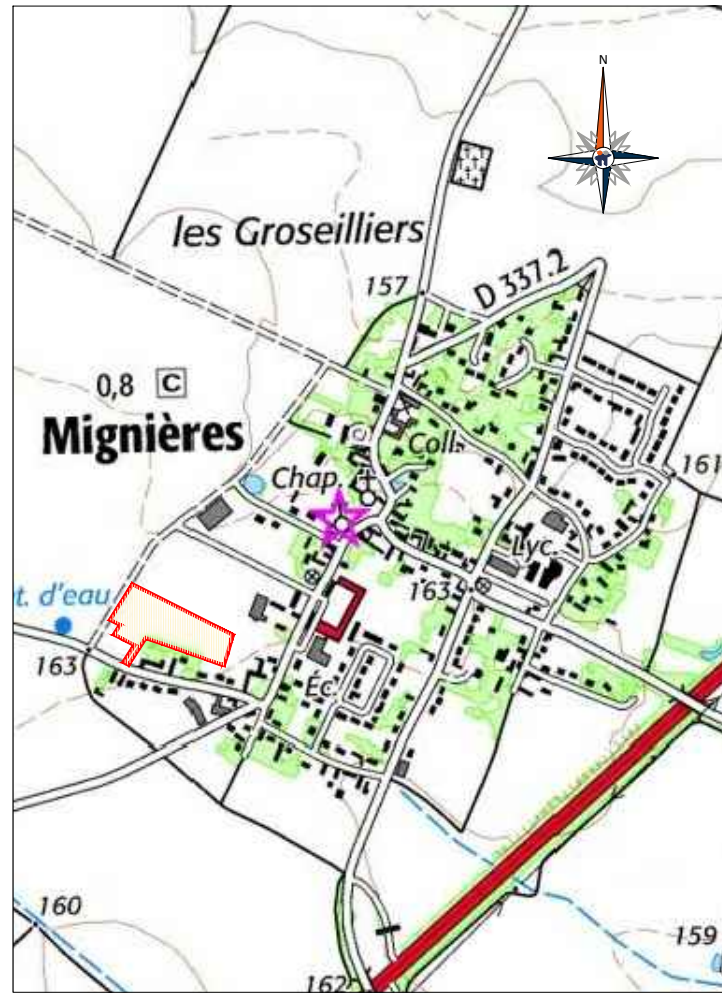 N
les Groseilliers
157
D 337.2
0,8 C
Mignières
Coll.
161
Chap.
Lyc.
t. d'eau
163
163
Éc.
160
159
162